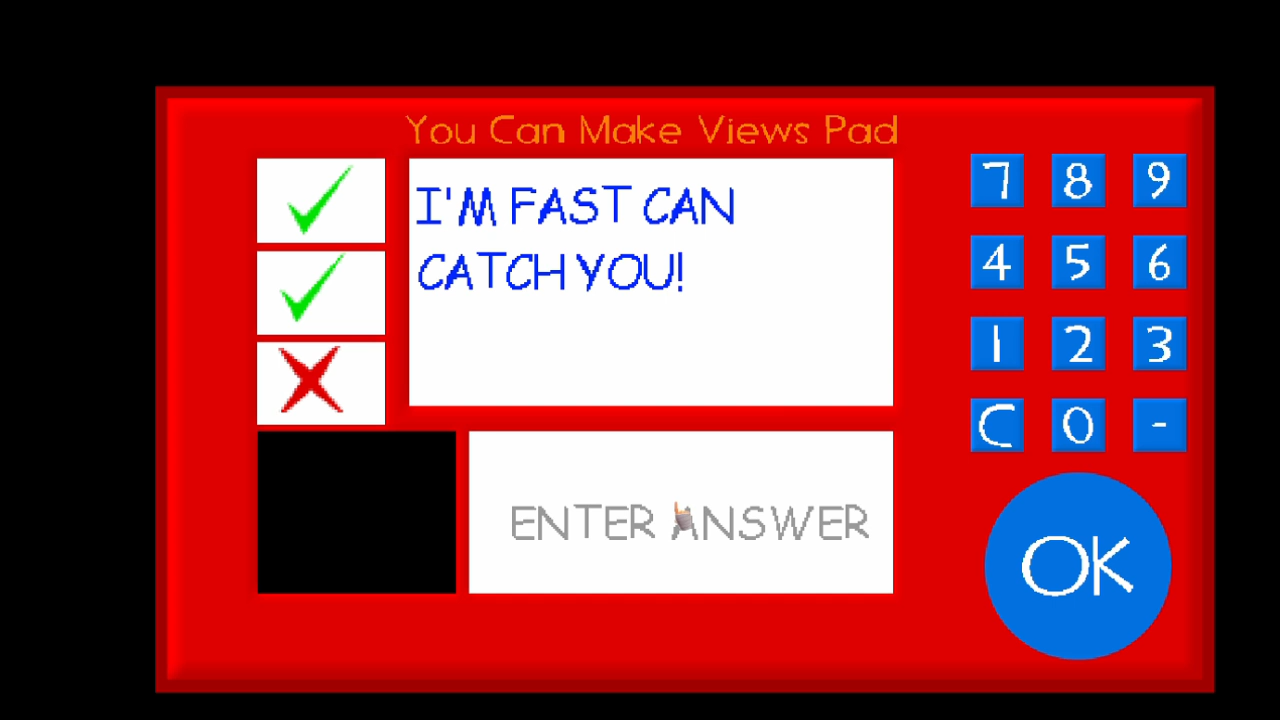 You Can Make Views Pad
I'M FAST CAN
CATCH YOU!
7 8 9
4 5 6
1 2 3
C 0 -
ENTER ANSWER
OK